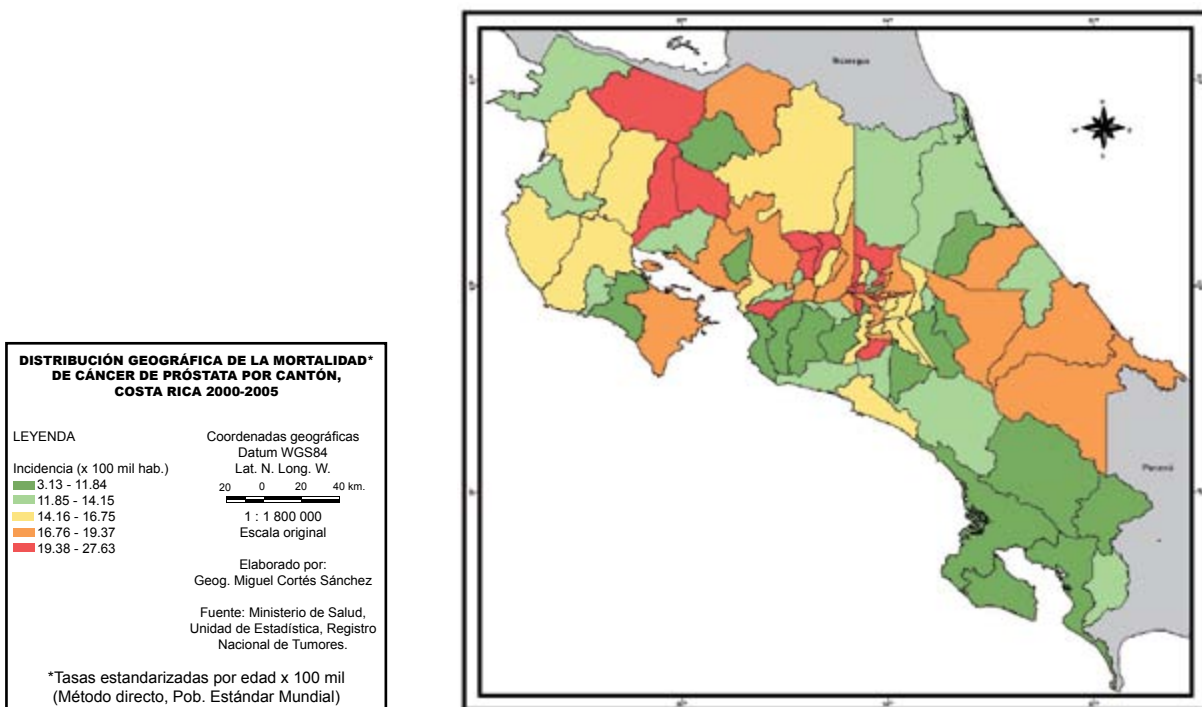 DISTRIBUCIÓN GEOGRÁFICA DE LA MORTALIDAD*
DE CÁNCER DE PRÓSTATA POR CANTÓN,
COSTA RICA 2000-2005
LEYENDA
Incidencia (x 100 mil hab.)
3.13 - 11.84
11.85 - 14.15
14.16 - 16.75
16.76 - 19.37
19.38 - 27.63
Coordenadas geográficas
Datum WGS84
Lat. N. Long. W.
20 0 20 40 km.
1 : 1 800 000
Escala original
Elaborado por:
Geog. Miguel Cortés Sánchez
Fuente: Ministerio de Salud,
Unidad de Estadística, Registro
Nacional de Tumores.
*Tasas estandarizadas por edad x 100 mil
(Método directo, Pob. Estándar Mundial)
Nicaragua
Panamá